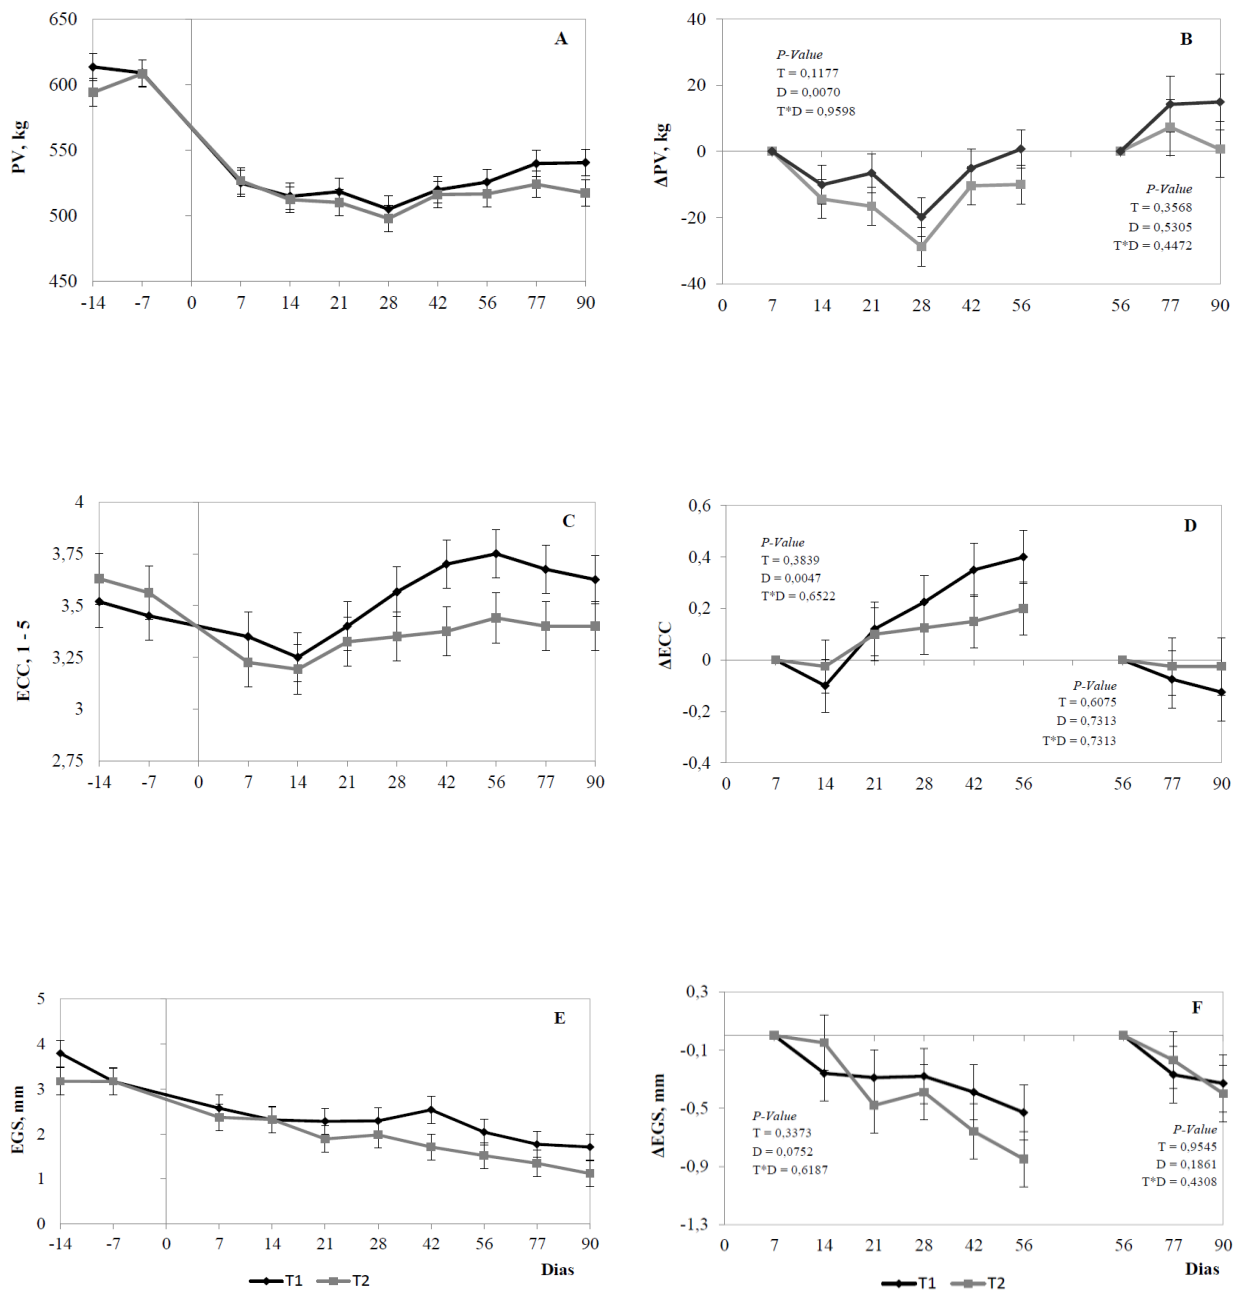 A
PV, kg
650
600
550
500
450
-14 -7 0 7 14 21 28 42 56 77 90
B
ΔPV, kg
40
20
0
-20
-40
P-Value
T = 0,1177
D = 0,0070
T*D = 0,9598
P-Value
T = 0,3568
D = 0,5305
T*D = 0,4472
0 7 14 21 28 42 56 56 77 90
C
ECC, 1 - 5
4
3,75
3,5
3,25
3
2,75
-14 -7 0 7 14 21 28 42 56 77 90
D
ΔECC
0,6
0,4
0,2
0
-0,2
-0,4
P-Value
T = 0,3839
D = 0,0047
T*D = 0,6522
P-Value
T = 0,6075
D = 0,7313
T*D = 0,7313
0 7 14 21 28 42 56 56 77 90
E
EGS, mm
5
4
3
2
1
0
-14 -7 0 7 14 21 28 42 56 77 90
Dias
T1 T2
F
ΔEGS, mm
0,3
-0,1
-0,5
-0,9
-1,3
P-Value
T = 0,3373
D = 0,0752
T*D = 0,6187
P-Value
T = 0,9545
D = 0,1861
T*D = 0,4308
0 7 14 21 28 42 56 56 77 90
Dias
T1 T2